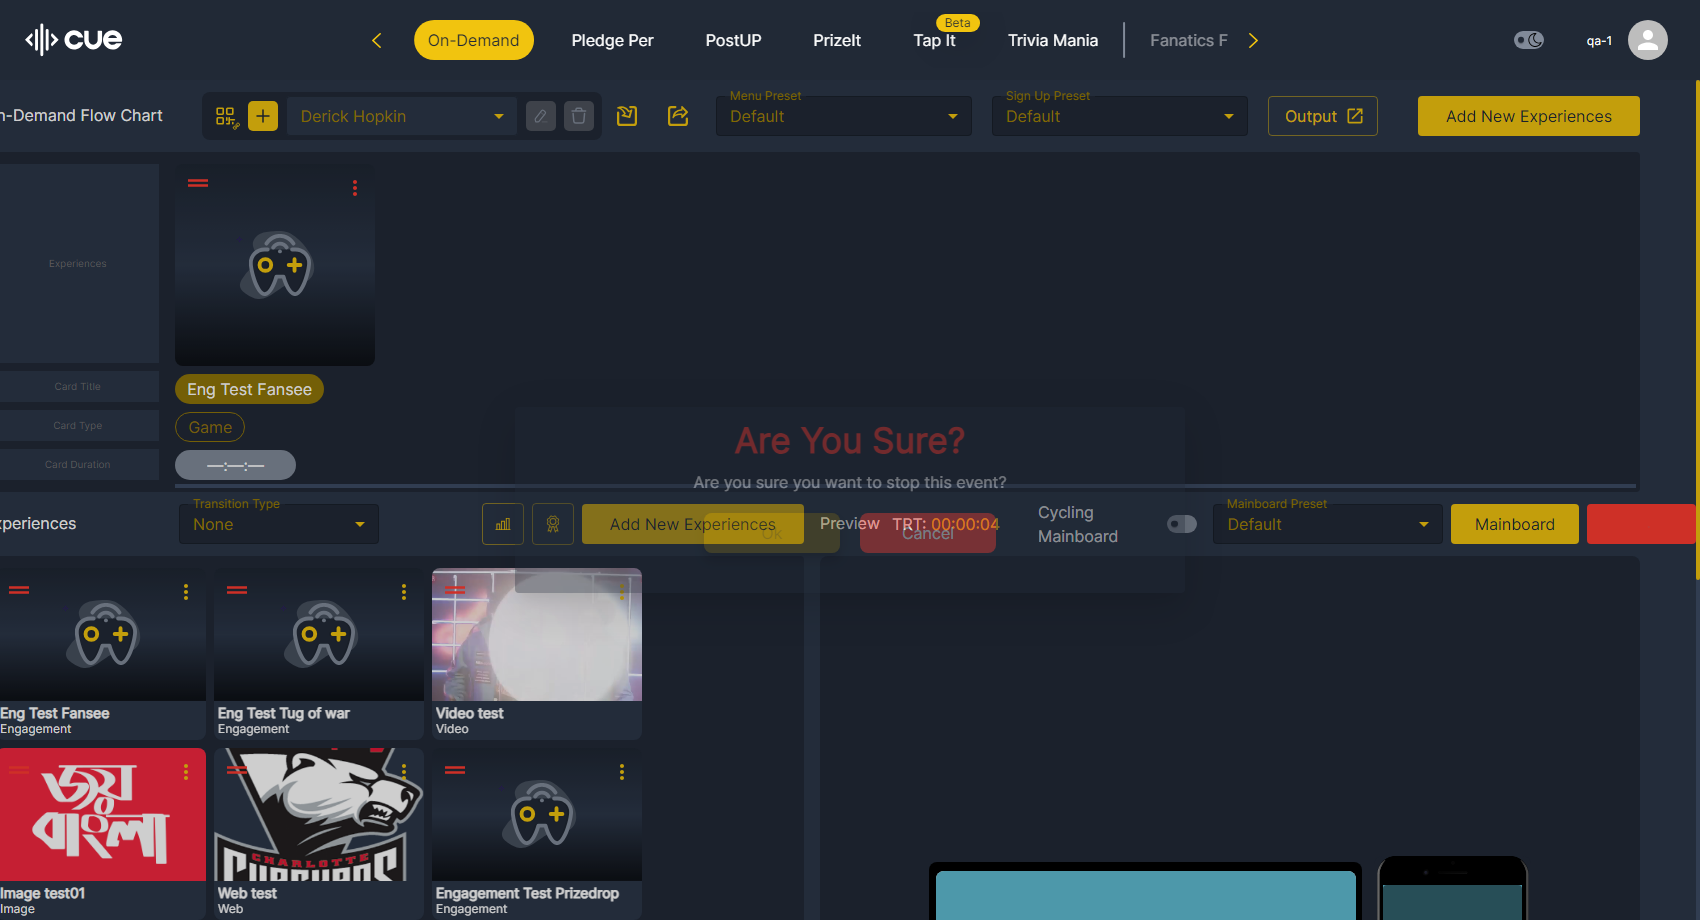 cue
On-Demand
Pledge Per
PostUP
PrizeIt
Tap It
Beta
Trivia Mania
Fanatics F
qa-1
n-Demand Flow Chart
Derick Hopkin
Menu Preset
Default
Sign Up Preset
Default
Output
Add New Experiences
Experiences
Card Title
Card Type
Card Duration
Eng Test Fansee
Game
—:—:—
Are You Sure?
Are you sure you want to stop this event?
Ok
Cancel
xperiences
Transition Type
None
Add New Experiences
Preview
TRT: 00:00:04
Cycling
Mainboard
Mainboard Preset
Default
Mainboard
Eng Test Fansee
Engagement
Eng Test Tug of war
Engagement
Video test
Video
জয়
বাংলা
Image test01
Image
CHARLOTTE
Web test
Web
Engagement Test Prizedrop
Engagement